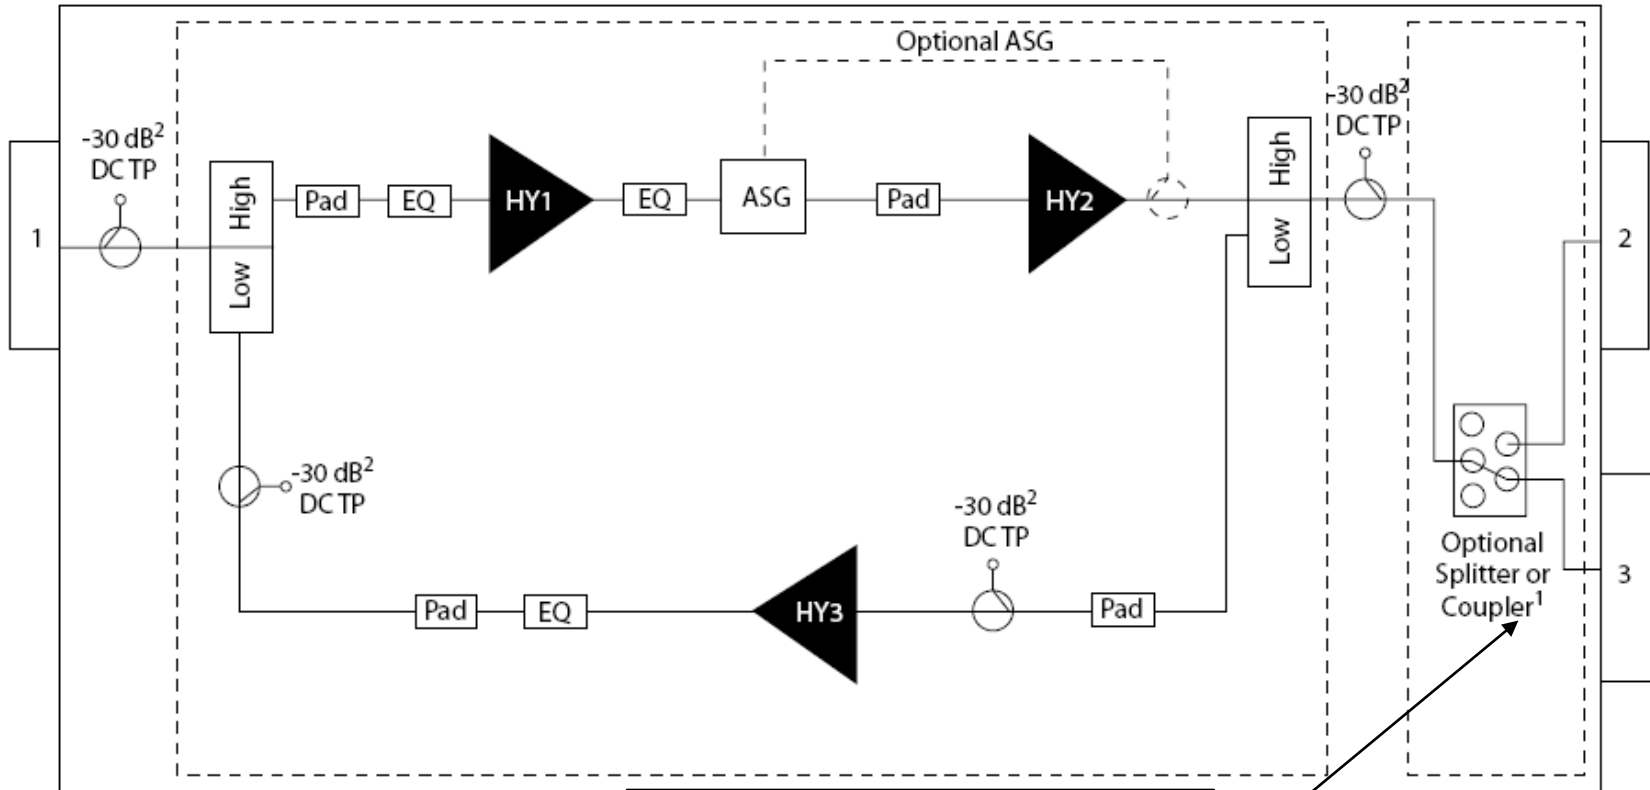 Optional ASG
-30 dB2
DC TP
-30 dB2
DC TP
High
Low
Pad
EQ
HY1
EQ
ASG
Pad
HY2
High
Low
1
2
-30 dB2
DC TP
-30 dB2
DC TP
Pad
EQ
HY3
Pad
Optional
Splitter or
Coupler1
3